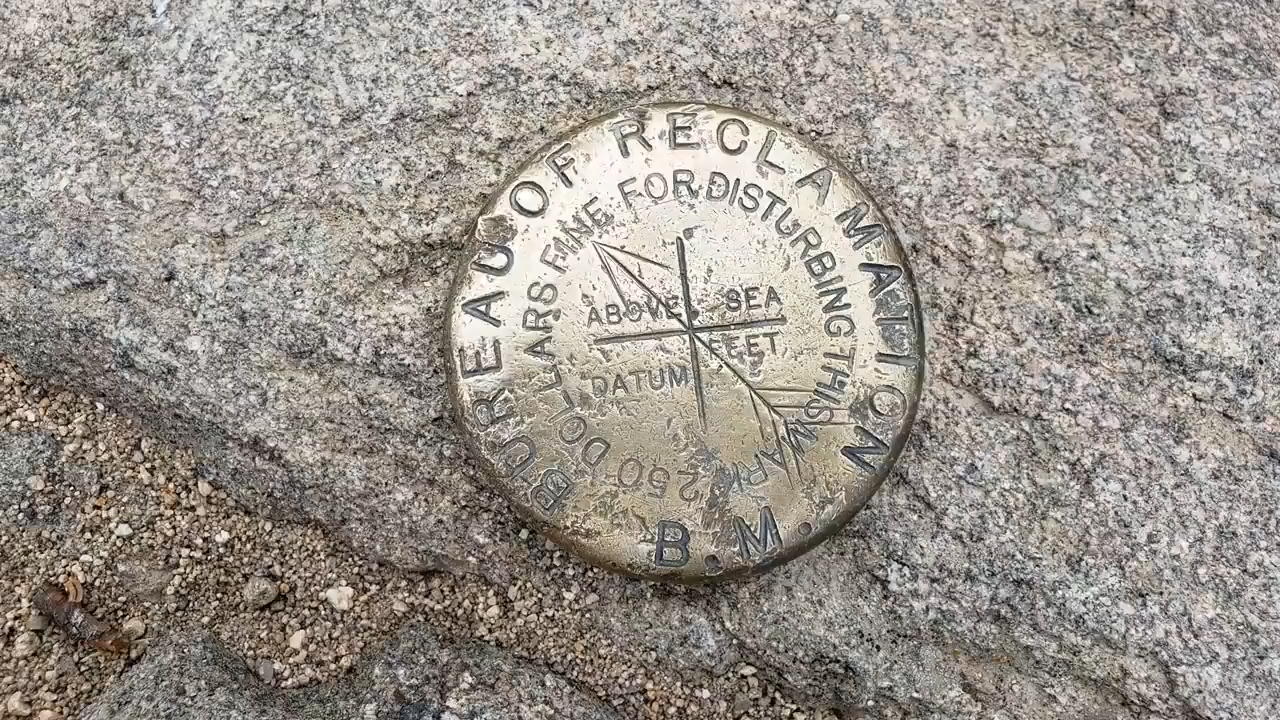 BUREAU OF RECLAMATION
B.M.
250 DOLLARS FINE FOR DISTURBING THIS MARK
ABOVE SEA
FEET
DATUM